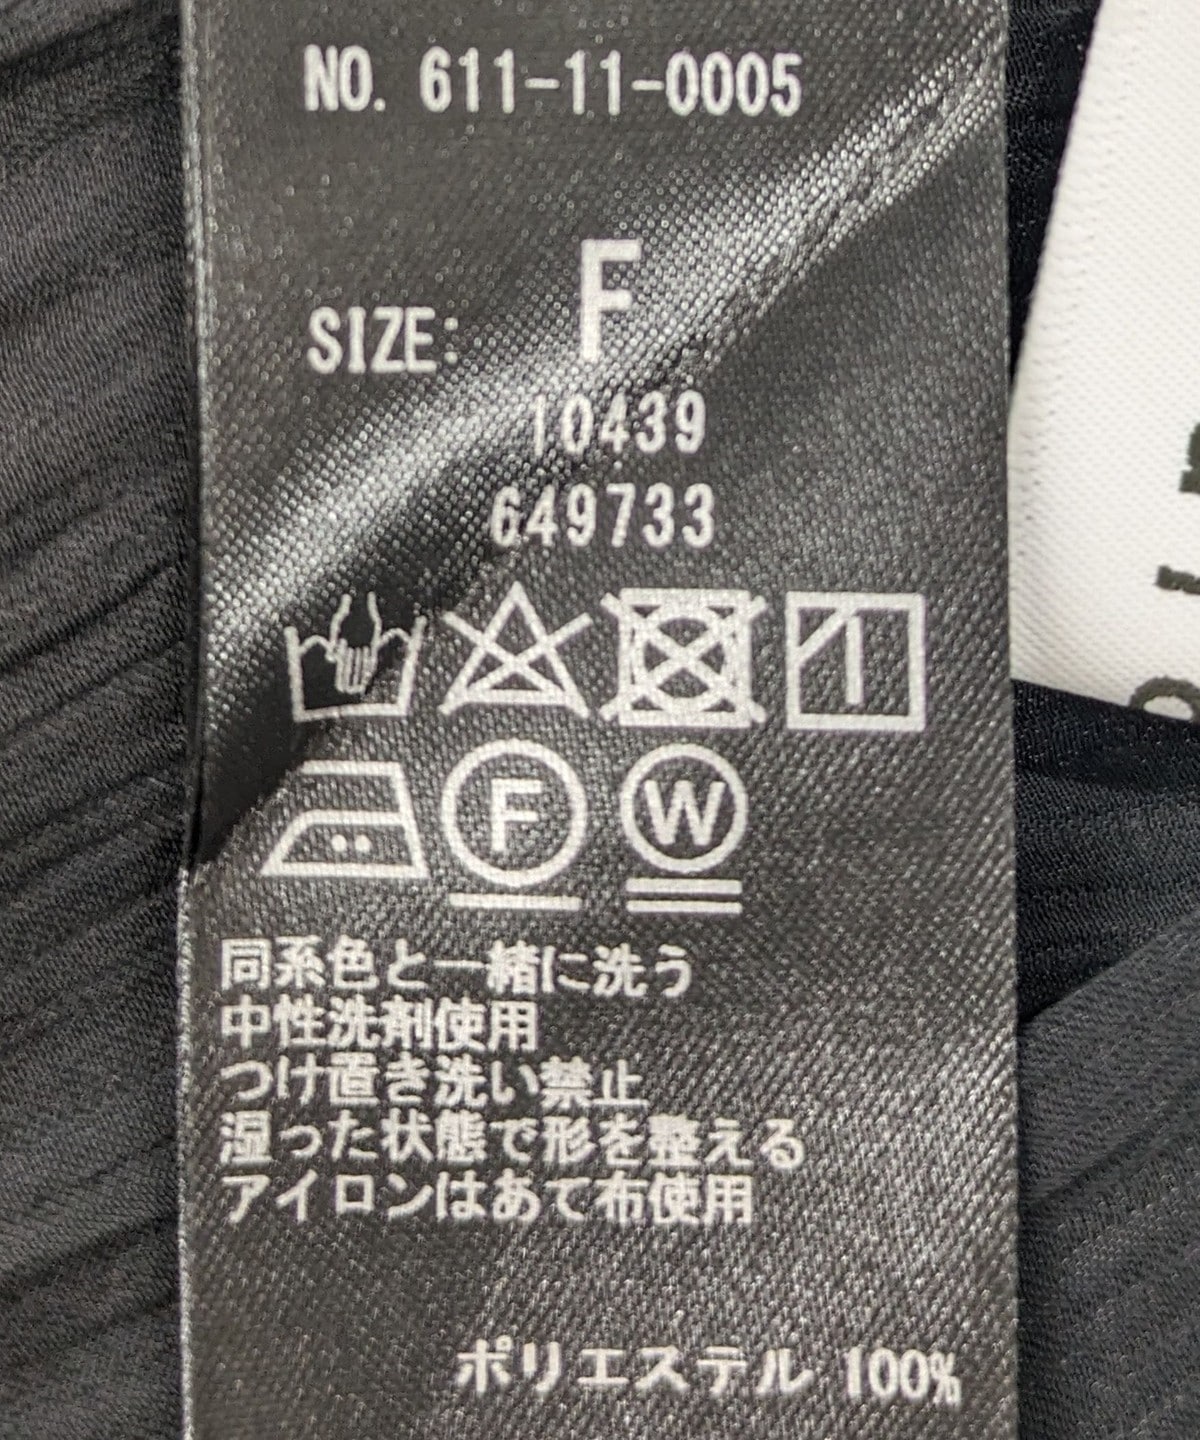 NO. 611-11-0005
SIZE: F
10439
649733
F W
同系色と一緒に洗う
中性洗剤使用
つけ置き洗い禁止
湿った状態で形を整える
アイロンはあて布使用
ポリエステル 100%